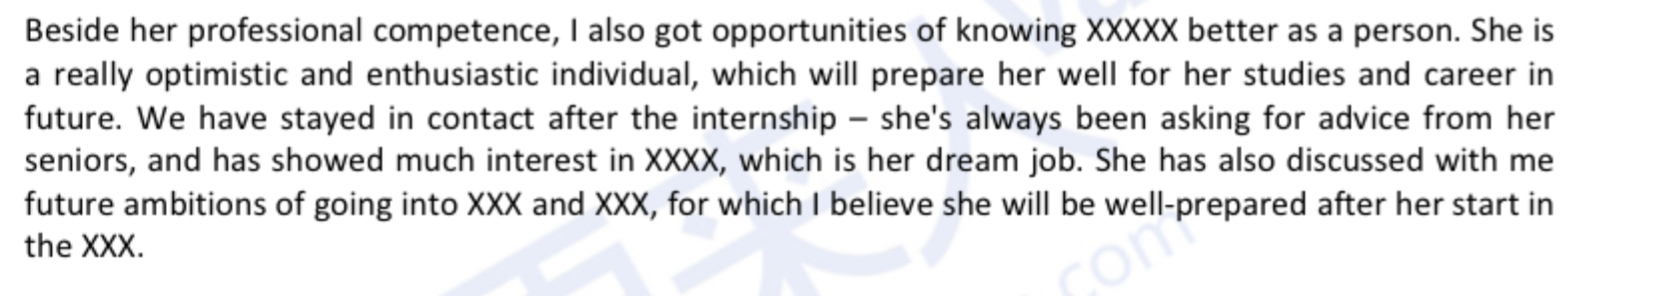 Beside her professional competence, I also got opportunities of knowing XXXXX better as a person. She is
a really optimistic and enthusiastic individual, which will prepare her well for her studies and career in
future. We have stayed in contact after the internship – she's always been asking for advice from her
seniors, and has showed much interest in XXXX, which is her dream job. She has also discussed with me
future ambitions of going into XXX and XXX, for which I believe she will be well-prepared after her start in
the XXX.
.com